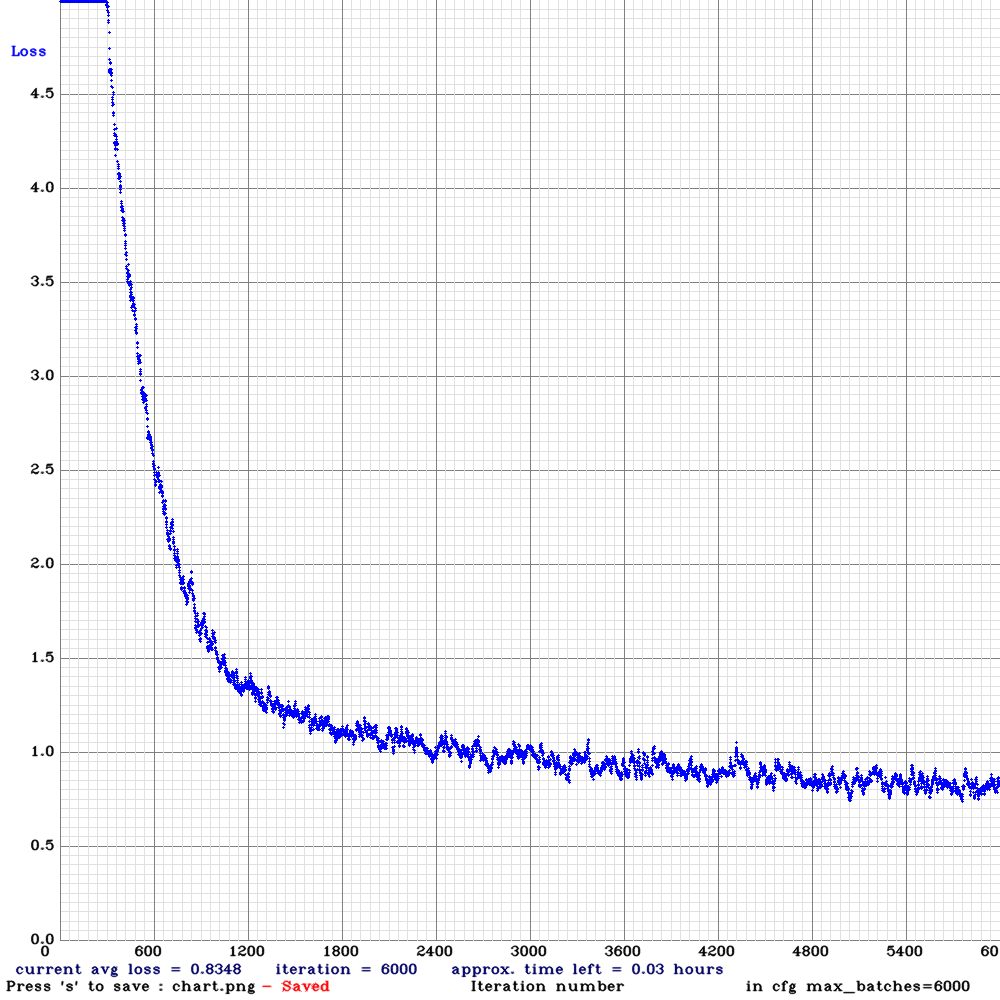 Loss
4.5
4.0
3.5
3.0
2.5
2.0
1.5
1.0
0.5
0.0
0 600 1200 1800 2400 3000 3600 4200 4800 5400 60
current avg loss = 0.8348 iteration = 6000 approx. time left = 0.03 hours
Press 's' to save : chart.png - Saved Iteration number in cfg max_batches=6000